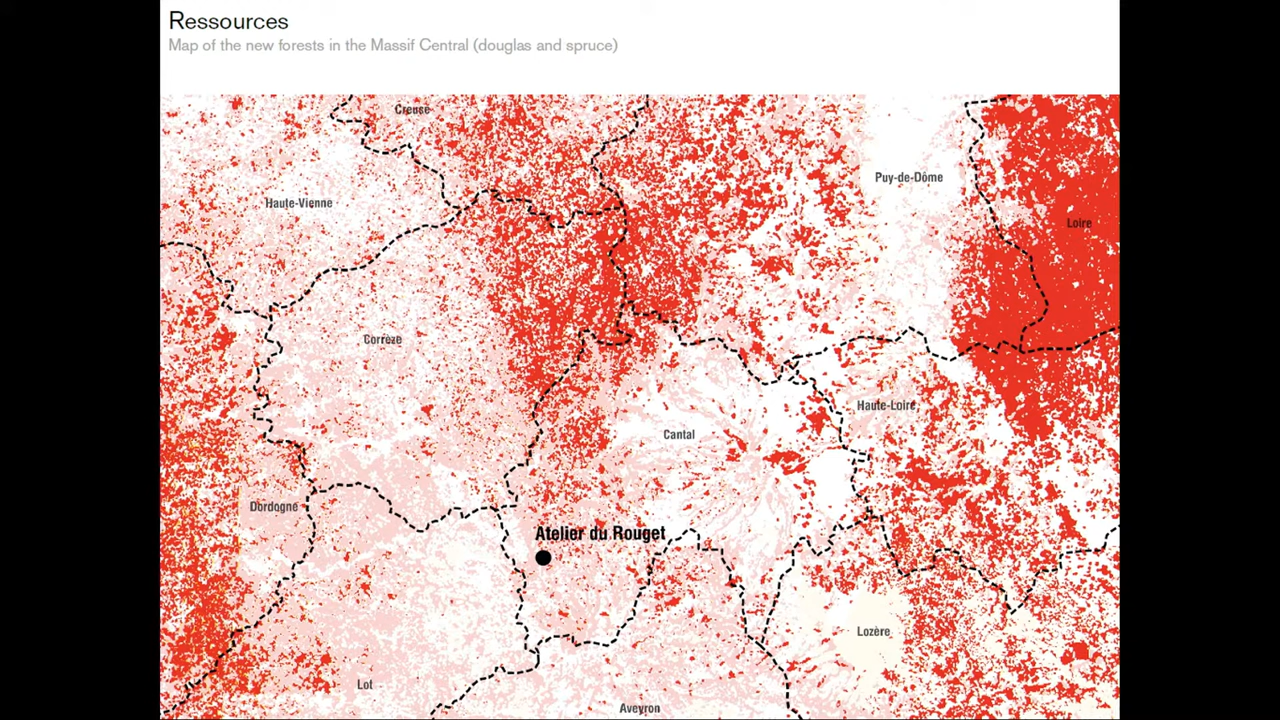 Ressources
Map of the new forests in the Massif Central (douglas and spruce)
Creuse
Puy-de-Dôme
Haute-Vienne
Loire
Corrèze
Haute-Loire
Cantal
Dordogne
Atelier du Rouget
Lozère
Lot
Aveyron